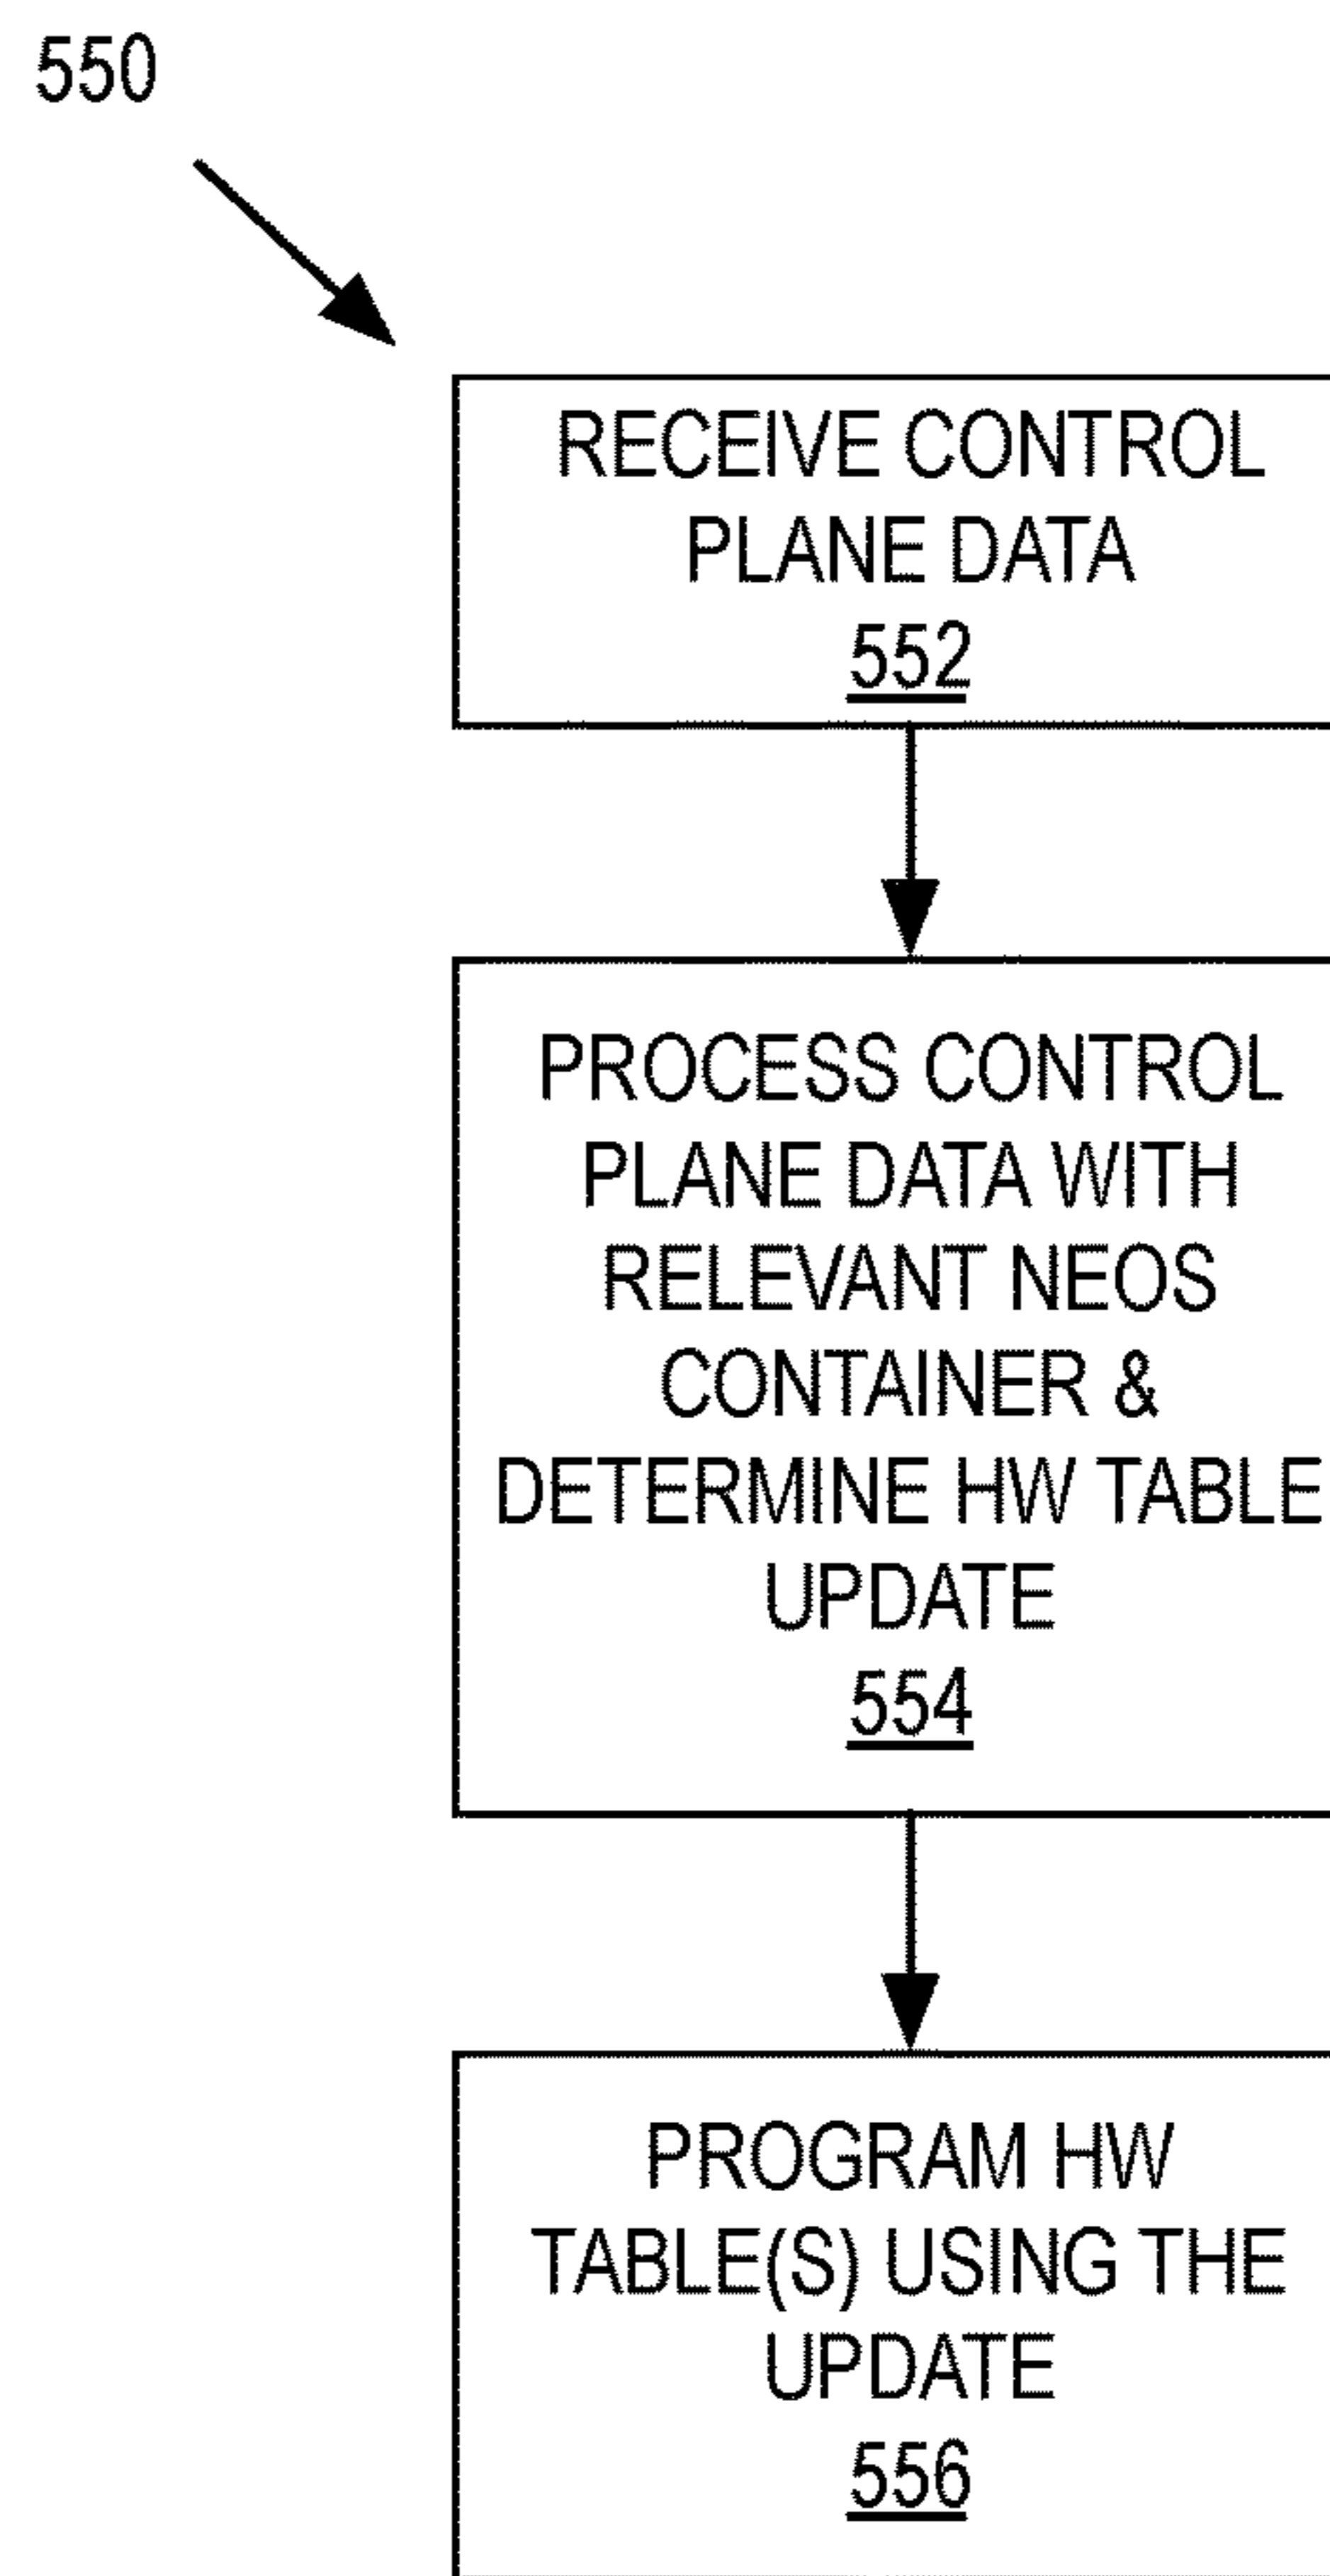 550
RECEIVE CONTROL
PLANE DATA
552
PROCESS CONTROL
PLANE DATA WITH
RELEVANT NEOS
CONTAINER &
DETERMINE HW TABLE
UPDATE
554
PROGRAM HW
TABLE(S) USING THE
UPDATE
556